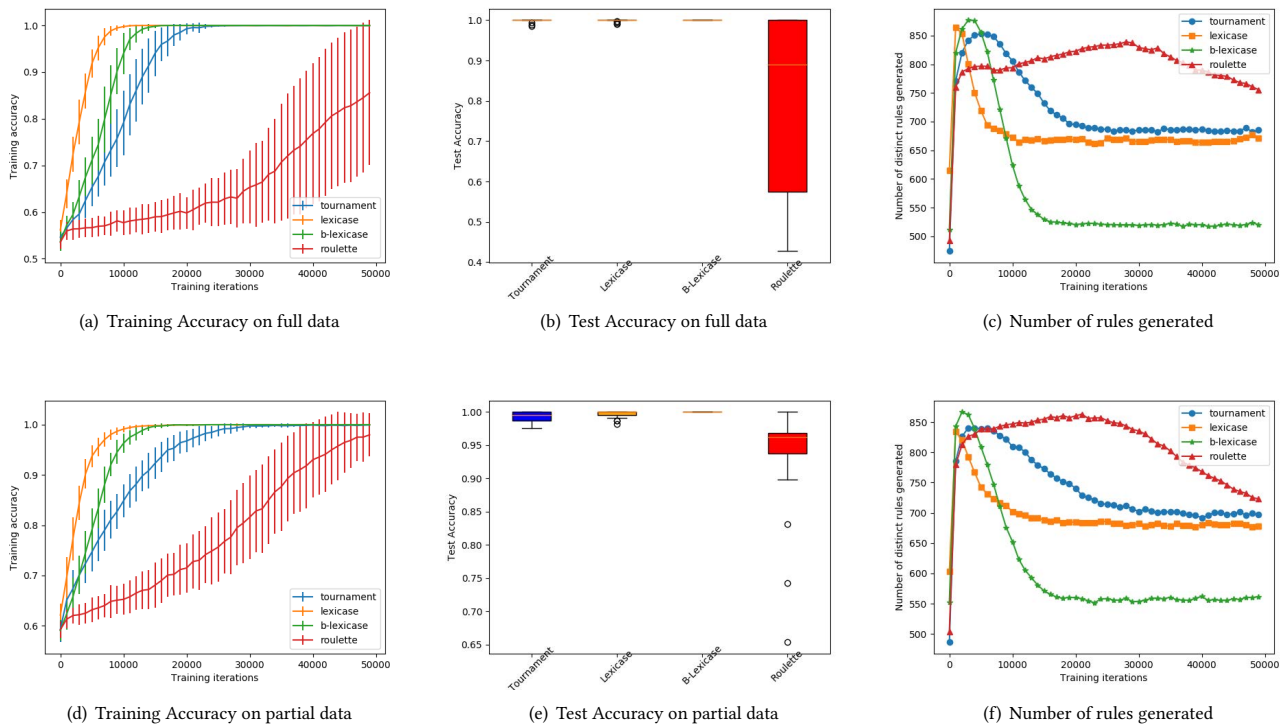 1.0
0.9
0.8
0.7
0.6
0.5
Training accuracy
tournament
lexicase
b-lexicase
roulette
0 10000 20000 30000 40000 50000
Training iterations
(a) Training Accuracy on full data
1.0
0.9
0.8
0.7
0.6
0.5
0.4
Test Accuracy
Tournament Lexicase B-Lexicase Roulette
(b) Test Accuracy on full data
850
800
750
700
650
600
550
500
Number of distinct rules generated
tournament
lexicase
b-lexicase
roulette
0 10000 20000 30000 40000 50000
Training iterations
(c) Number of rules generated
1.0
0.9
0.8
0.7
0.6
Training accuracy
tournament
lexicase
b-lexicase
roulette
0 10000 20000 30000 40000 50000
Training iterations
(d) Training Accuracy on partial data
1.00
0.95
0.90
0.85
0.80
0.75
0.70
0.65
Test Accuracy
Tournament Lexicase B-Lexicase Roulette
(e) Test Accuracy on partial data
850
800
750
700
650
600
550
500
Number of distinct rules generated
tournament
lexicase
b-lexicase
roulette
0 10000 20000 30000 40000 50000
Training iterations
(f) Number of rules generated